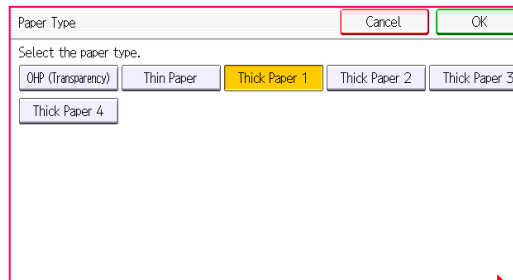 Paper Type Cancel OK
Select the paper type.
OHP (Transparency) Thin Paper Thick Paper 1 Thick Paper 2 Thick Paper 3
Thick Paper 4